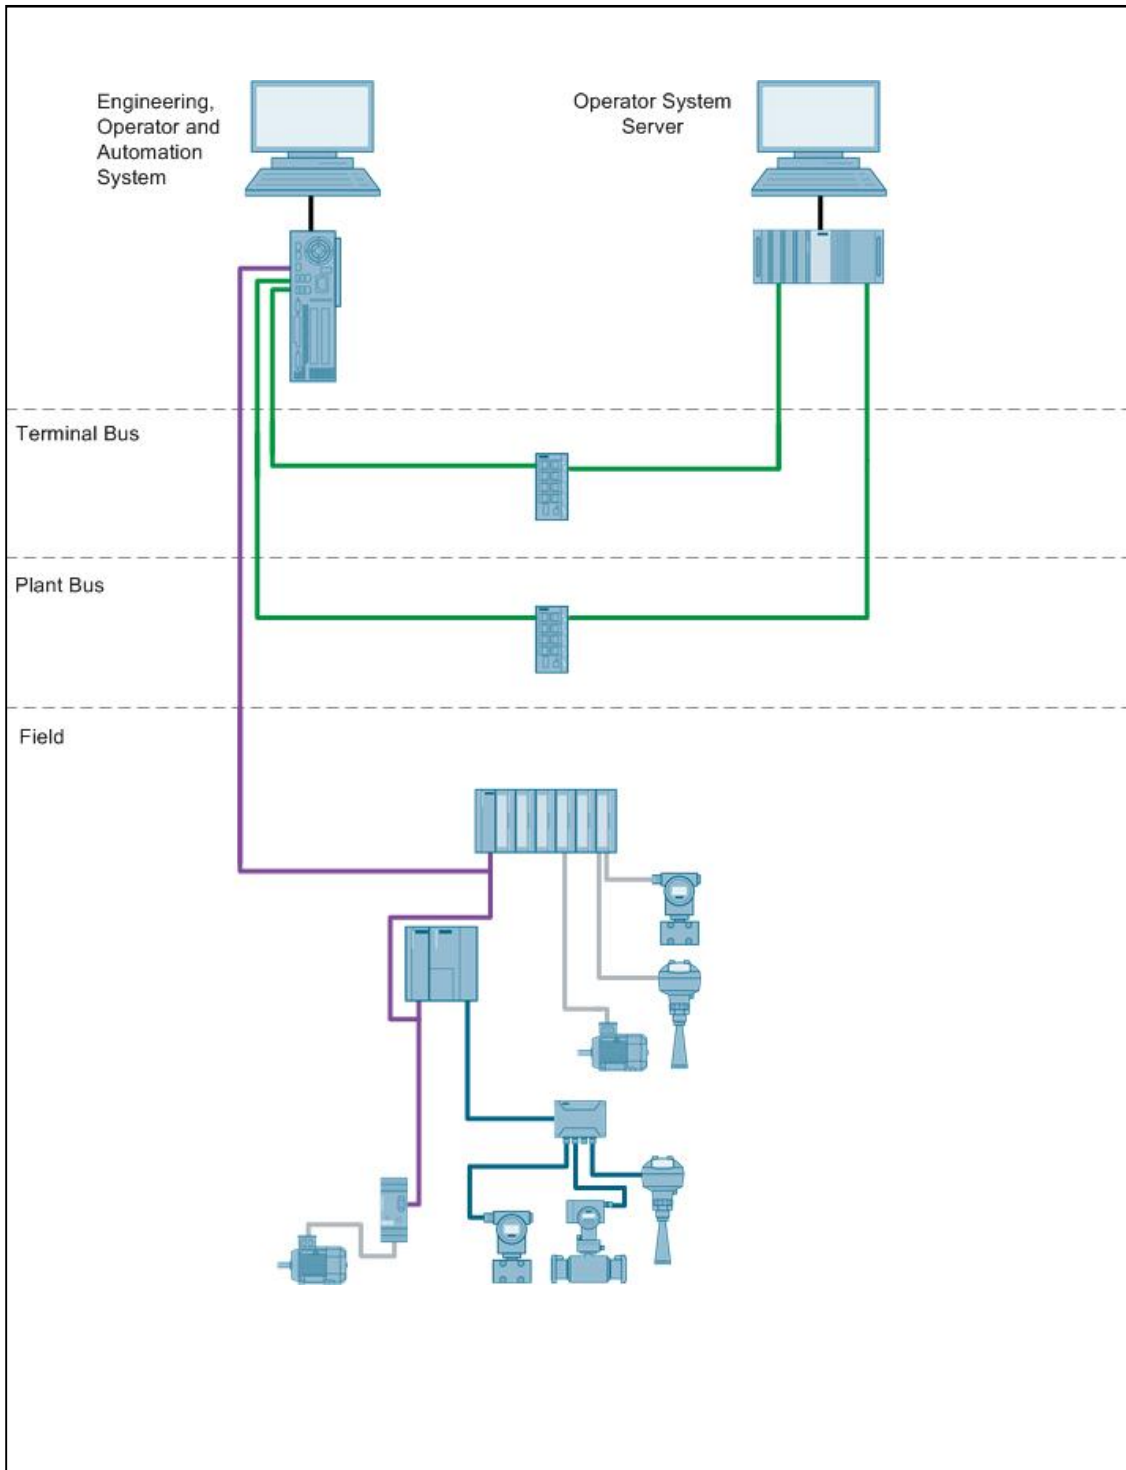 Engineering,
Operator and
Automation
System
Operator System
Server
Terminal Bus
Plant Bus
Field